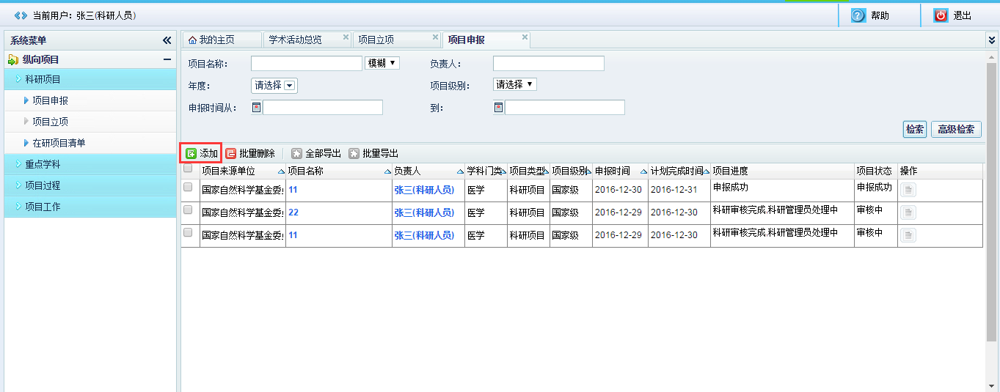 当前用户：张三(科研人员)
帮助
退出
系统菜单
纵向项目
科研项目
项目申报
项目立项
在研项目清单
重点学科
项目过程
项目工作
我的主页 学术活动总览 项目立项 项目申报
项目名称： 模糊 负责人：
年度： 请选择 项目级别： 请选择
申报时间从： 到：
检索 高级检索
添加 批量删除 全部导出 批量导出
项目来源单位 项目名称 负责人 学科门类 项目类型 项目级别 申报时间 计划完成时间 项目进度 项目状态 操作
国家自然科学基金委 11 张三(科研人员) 医学 科研项目 国家级 2016-12-30 2016-12-31 申报成功 申报成功
国家自然科学基金委 22 张三(科研人员) 医学 科研项目 国家级 2016-12-29 2016-12-30 科研审核完成,科研管理员处理中 审核中
国家自然科学基金委 11 张三(科研人员) 医学 科研项目 国家级 2016-12-29 2016-12-30 科研审核完成,科研管理员处理中 审核中